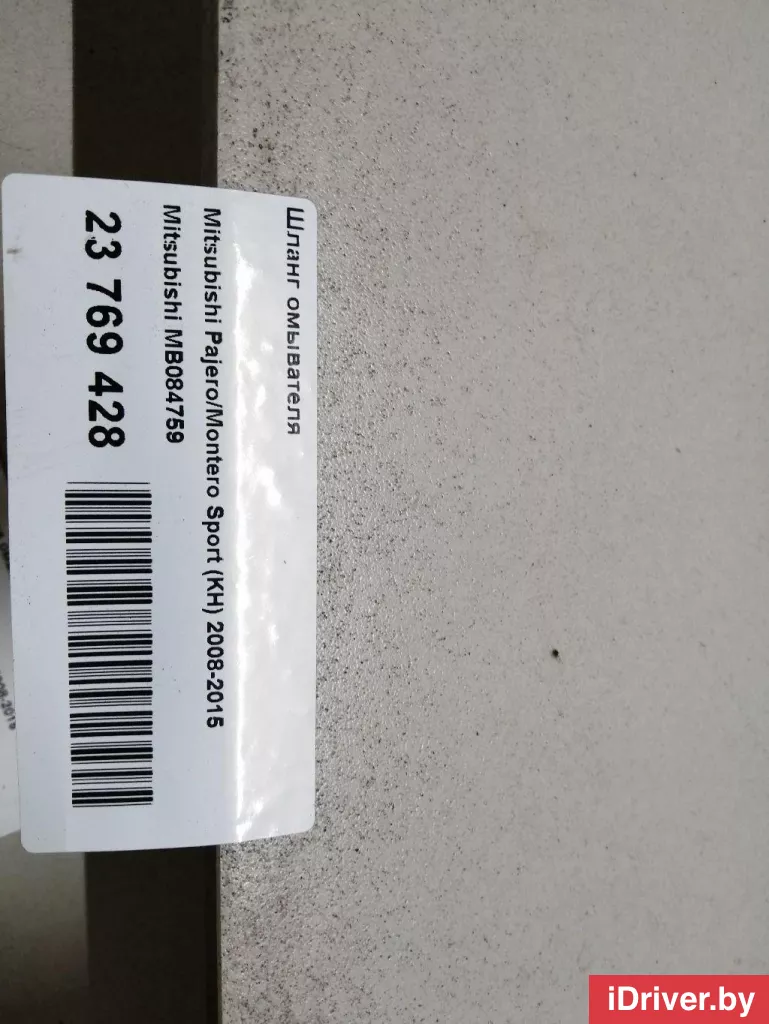 Шланг омывателя
Mitsubishi Pajero/Montero Sport (KH) 2008-2015
Mitsubishi MB084759
23 769 428
iDriver.by